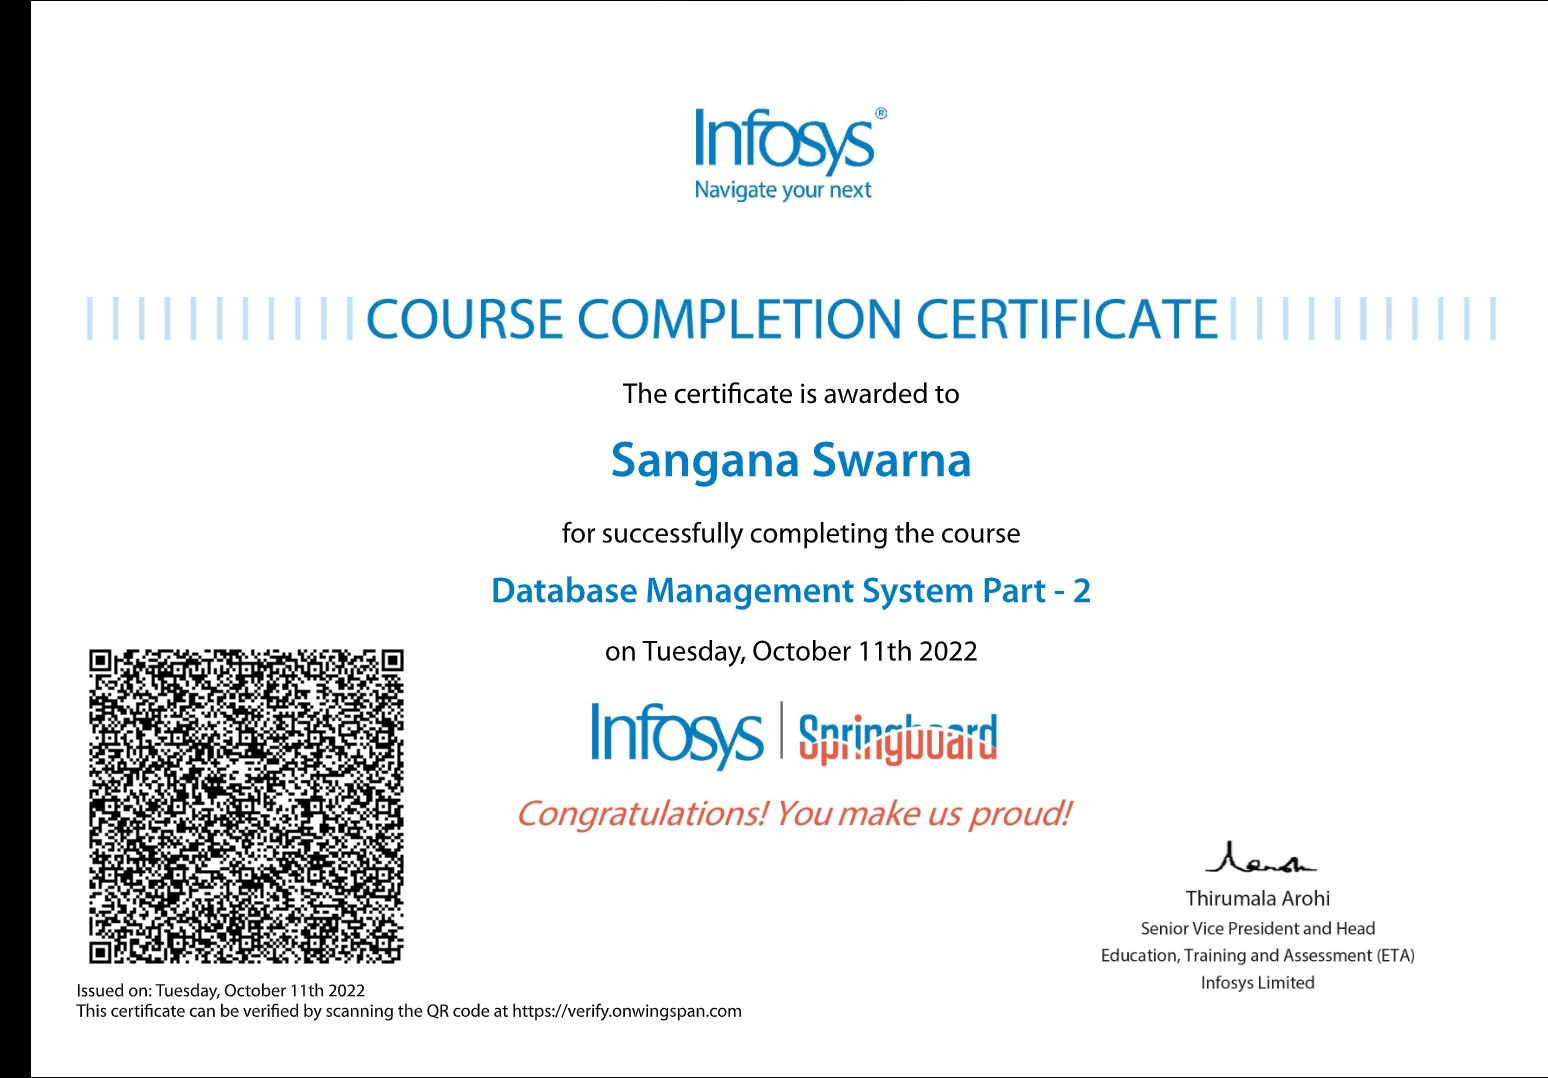 Infosys®
Navigate your next
COURSE COMPLETION CERTIFICATE
The certificate is awarded to
Sangana Swarna
for successfully completing the course
Database Management System Part - 2
on Tuesday, October 11th 2022
Infosys | Springboard
Congratulations! You make us proud!
Thirumala Arohi
Senior Vice President and Head
Education, Training and Assessment (ETA)
Infosys Limited
Issued on: Tuesday, October 11th 2022
This certificate can be verified by scanning the QR code at https://verify.onwingspan.com